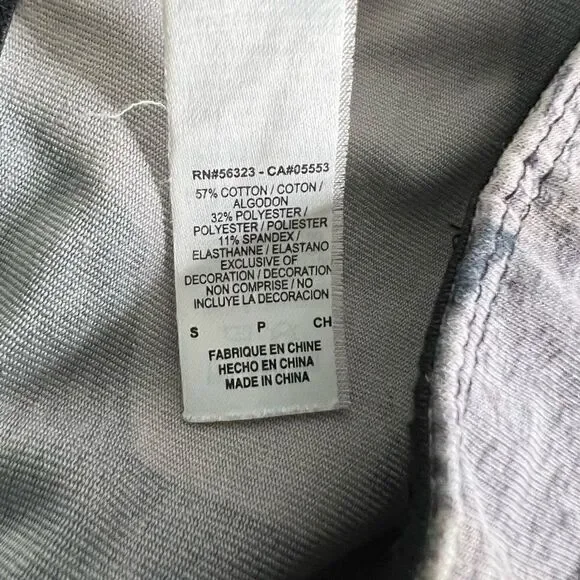 RN#56323 - CA#05553
57% COTTON / COTON /
ALGODON
32% POLYESTER /
POLYESTER / POLIESTER
11% SPANDEX /
ELASTHANNE / ELASTANO
EXCLUSIVE OF
DECORATION / DECORATION
NON COMPRISE / NO
INCLUYE LA DECORACION
S P CH
FABRIQUE EN CHINE
HECHO EN CHINA
MADE IN CHINA